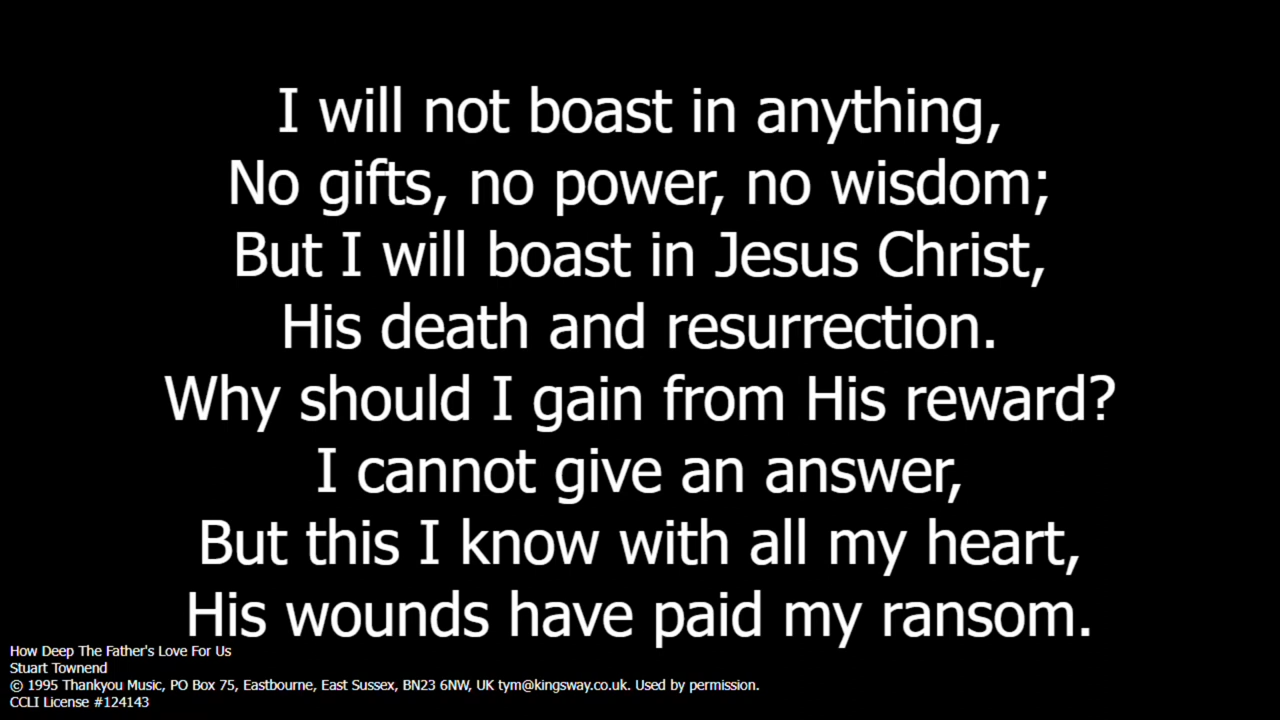 I will not boast in anything,
No gifts, no power, no wisdom;
But I will boast in Jesus Christ,
His death and resurrection.
Why should I gain from His reward?
I cannot give an answer,
But this I know with all my heart,
His wounds have paid my ransom.
How Deep The Father's Love For Us
Stuart Townend
© 1995 Thankyou Music, PO Box 75, Eastbourne, East Sussex, BN23 6NW, UK tym@kingsway.co.uk. Used by permission.
CCLI License #124143